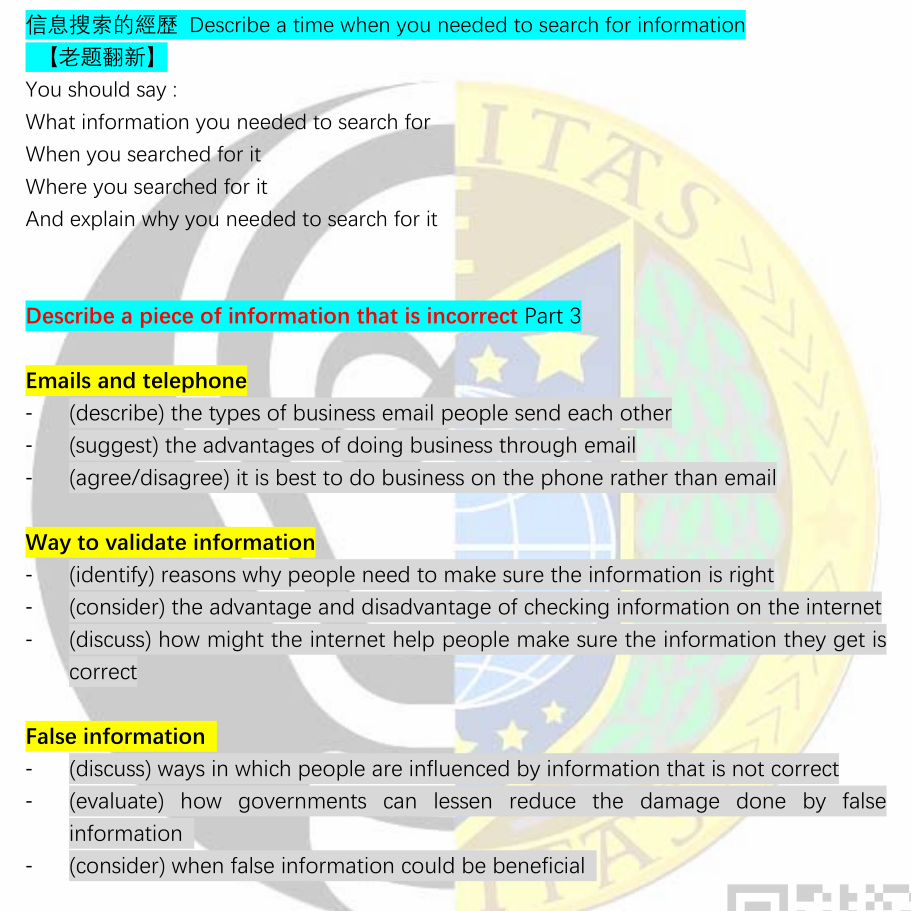 信息搜索的經歷 Describe a time when you needed to search for information
【老题翻新】
You should say :
What information you needed to search for
When you searched for it
Where you searched for it
And explain why you needed to search for it
Describe a piece of information that is incorrect Part 3
Emails and telephone
- (describe) the types of business email people send each other
- (suggest) the advantages of doing business through email
- (agree/disagree) it is best to do business on the phone rather than email
Way to validate information
- (identify) reasons why people need to make sure the information is right
- (consider) the advantage and disadvantage of checking information on the internet
- (discuss) how might the internet help people make sure the information they get is
correct
False information
- (discuss) ways in which people are influenced by information that is not correct
- (evaluate) how governments can lessen reduce the damage done by false
information
- (consider) when false information could be beneficial
ITAS
ITAS